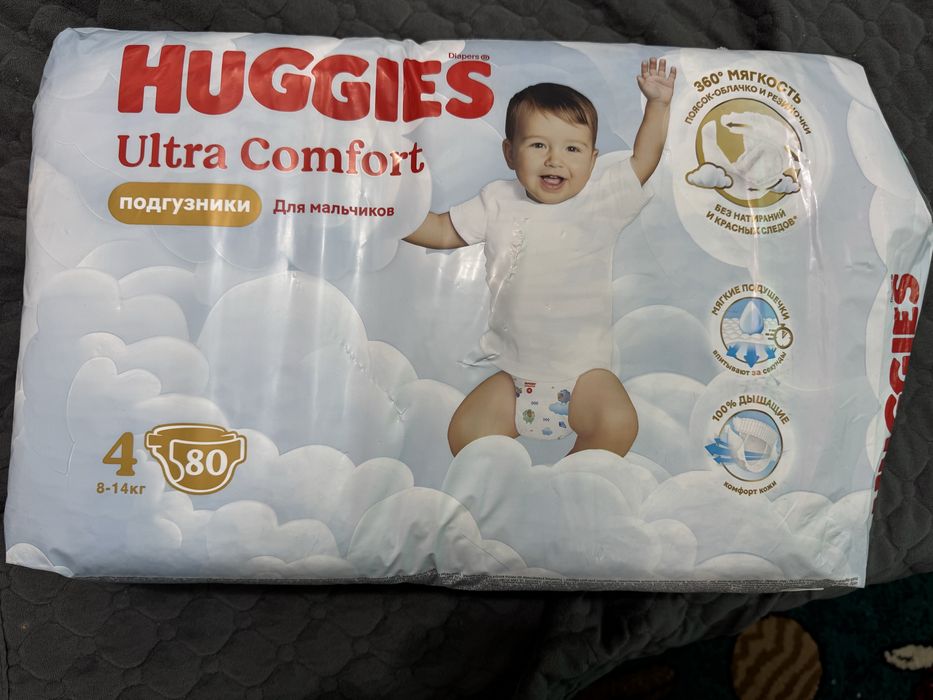 Diapers
HUGGIES
Ultra Comfort
подгузники
Для мальчиков
360° МЯГКОСТЬ
ПОЯСОК-ОБЛАЧКО И РЕЗИНОЧКИ
БЕЗ НАТИРАНИЙ
И КРАСНЫХ СЛЕДОВ*
МЯГКИЕ ПОДУШЕЧКИ
впитывают за секунды
100% ДЫШАЩИЕ
комфорт кожи
4
80
8-14кг
HUGGIES